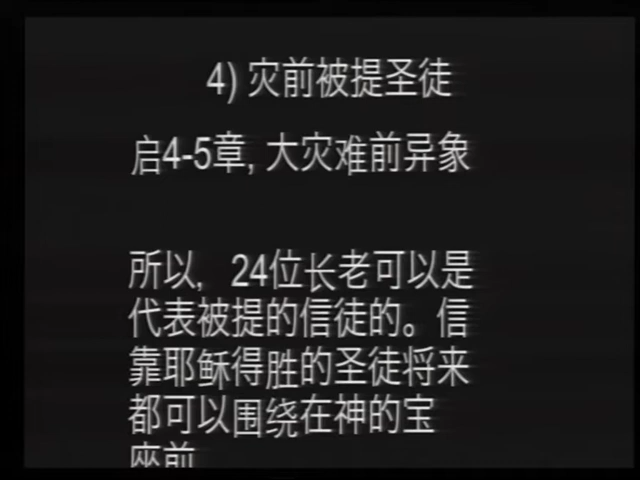 4) 灾前被提圣徒
启4-5章, 大灾难前异象
所以, 24位长老可以是
代表被提的信徒的。信
靠耶稣得胜的圣徒将来
都可以围绕在神的宝
座前